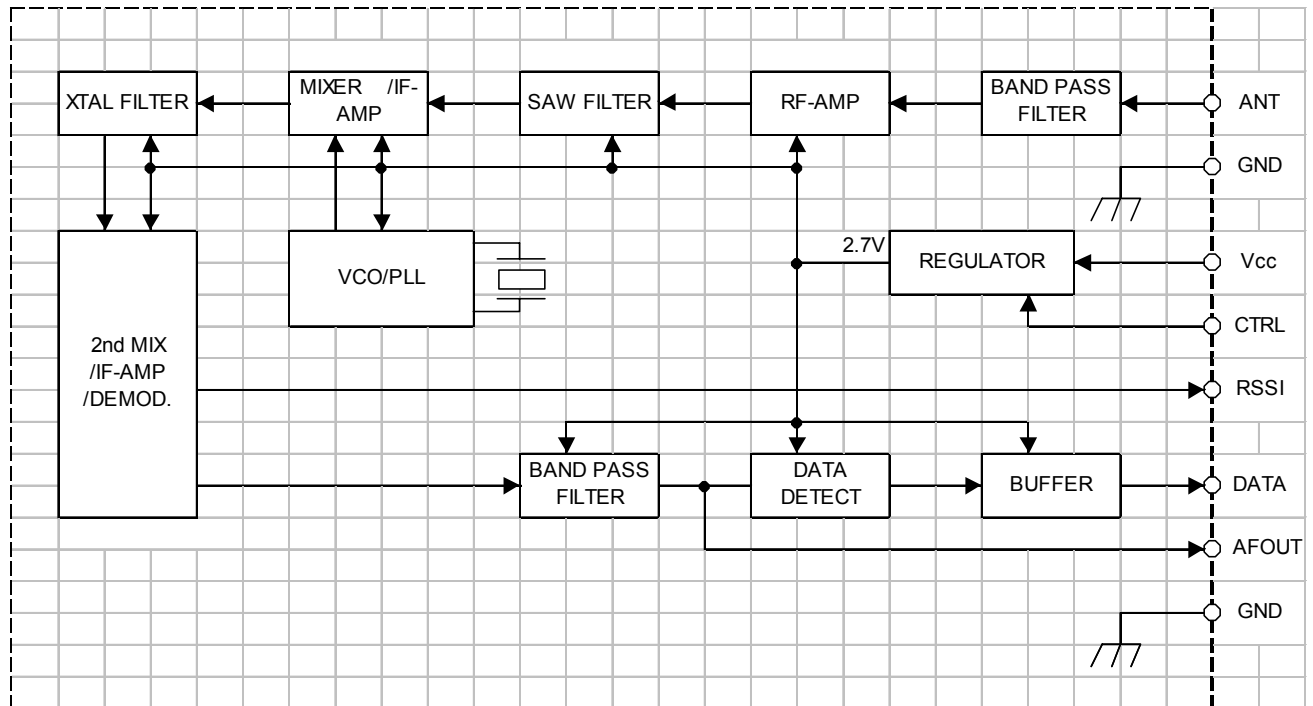 XTAL FILTER
MIXER /IF-
AMP
SAW FILTER
RF-AMP
BAND PASS
FILTER
ANT
GND
2.7V
REGULATOR
Vcc
VCO/PLL
CTRL
2nd MIX
/IF-AMP
/DEMOD.
RSSI
BAND PASS
FILTER
DATA
DETECT
BUFFER
DATA
AFOUT
GND